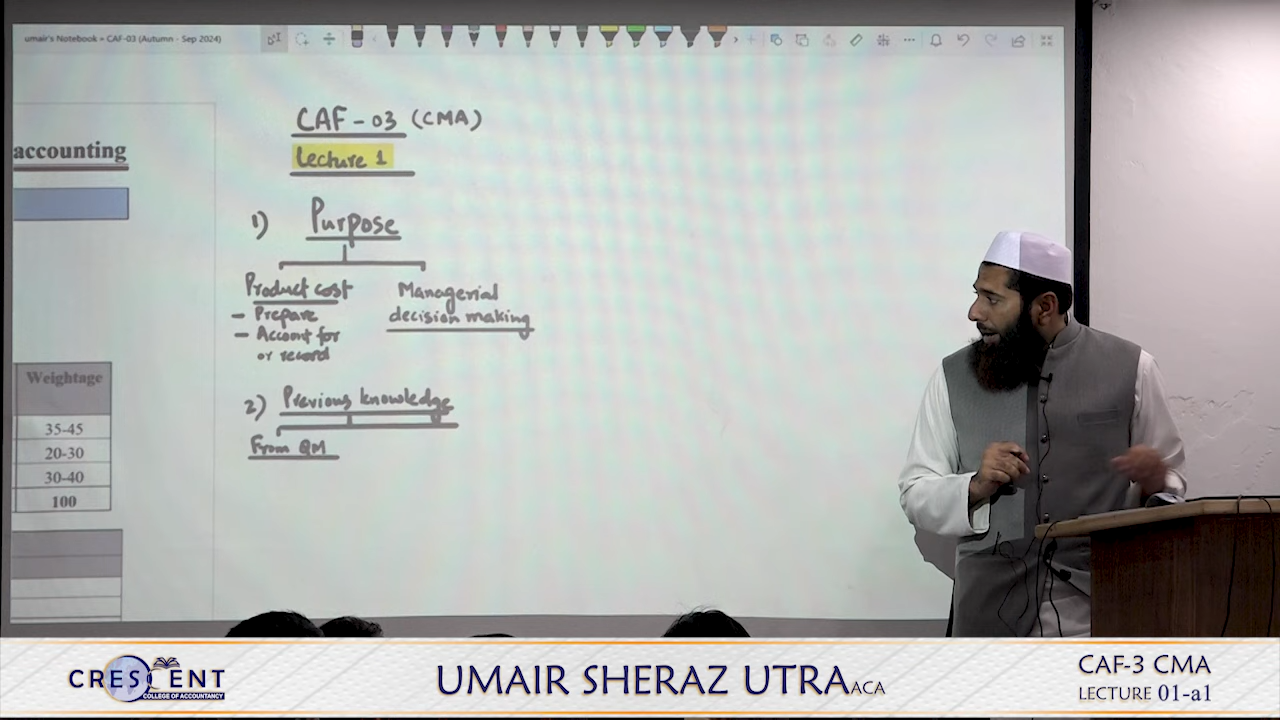 umair's Notebook » CAF-03 (Autumn - Sep 2024)
accounting
Weightage
35-45
20-30
30-40
100
CAF - 03 (CMA)
Lecture 1
1) Purpose
Product cost
- Prepare
- Account for
or record
Managerial
decision making
2) Previous knowledge
From QM
CRESCENT
COLLEGE OF ACCOUNTANCY
UMAIR SHERAZ UTRA ACA
CAF-3 CMA
LECTURE 01-a1